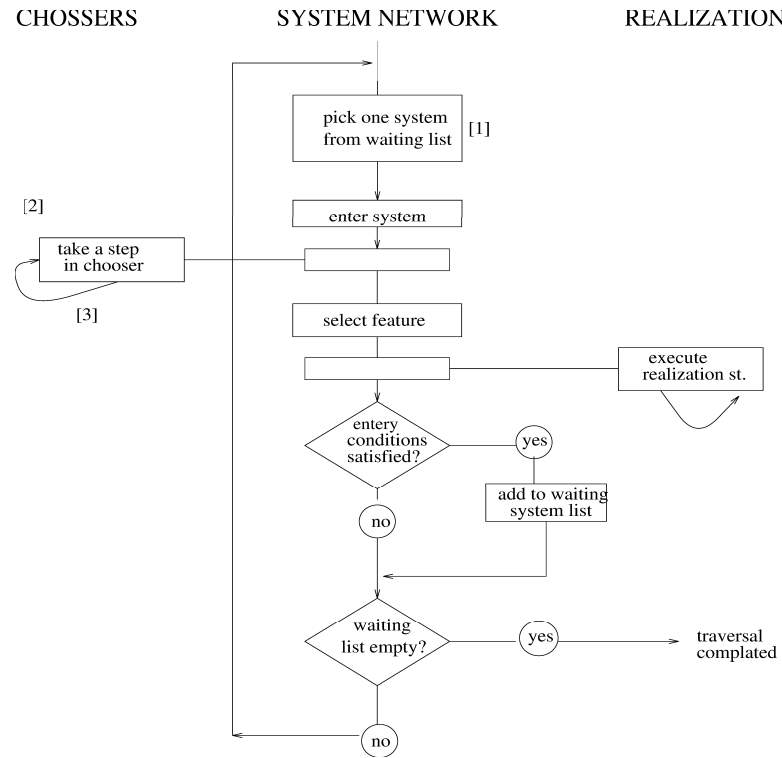 CHOSSERS
SYSTEM NETWORK
REALIZATION
pick one system
from waiting list
[1]
enter system
[2]
take a step
in chooser
[3]
select feature
execute
realization st.
entery
conditions
satisfied?
yes
add to waiting
system list
no
waiting
list empty?
yes
traversal
complated
no